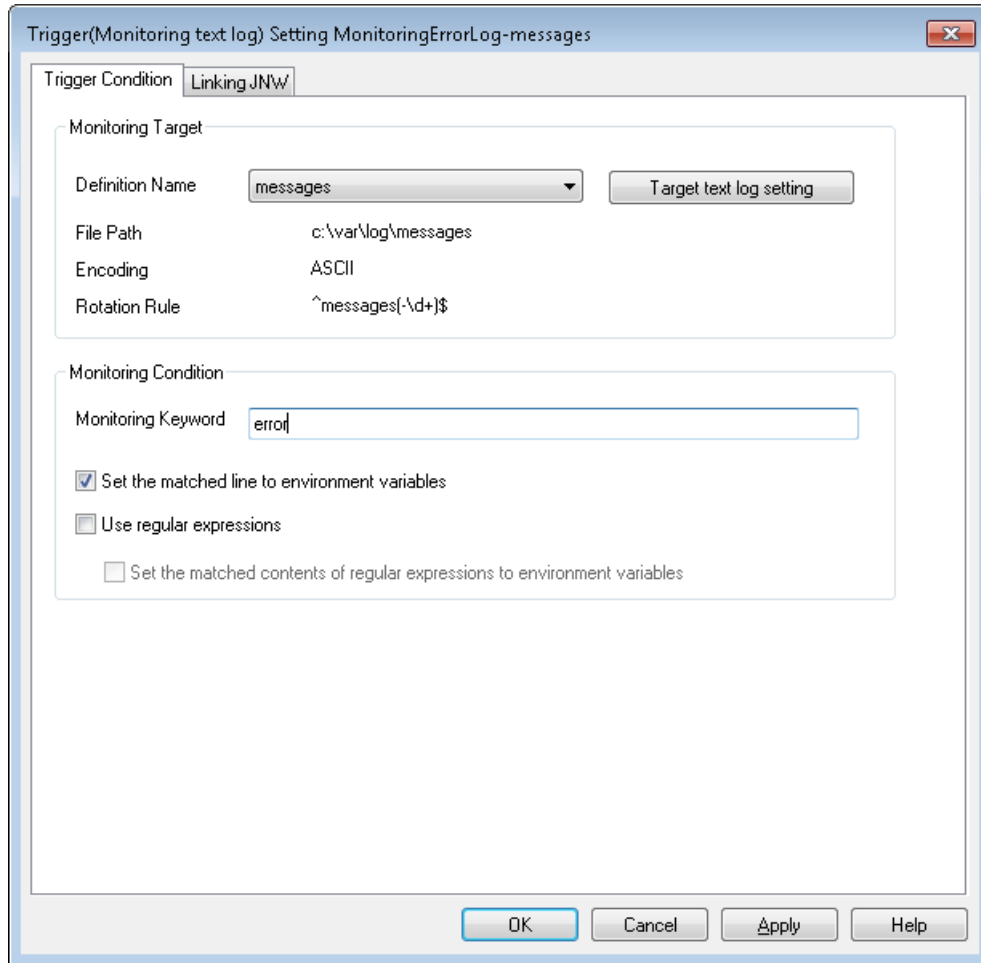 Trigger(Monitoring text log) Setting MonitoringErrorLog-messages
Trigger Condition
Linking JNW
Monitoring Target
Definition Name
messages
Target text log setting
File Path
c:\var\log\messages
Encoding
ASCII
Rotation Rule
^messages(-\d+)$
Monitoring Condition
Monitoring Keyword
error
Set the matched line to environment variables
Use regular expressions
Set the matched contents of regular expressions to environment variables
OK
Cancel
Apply
Help